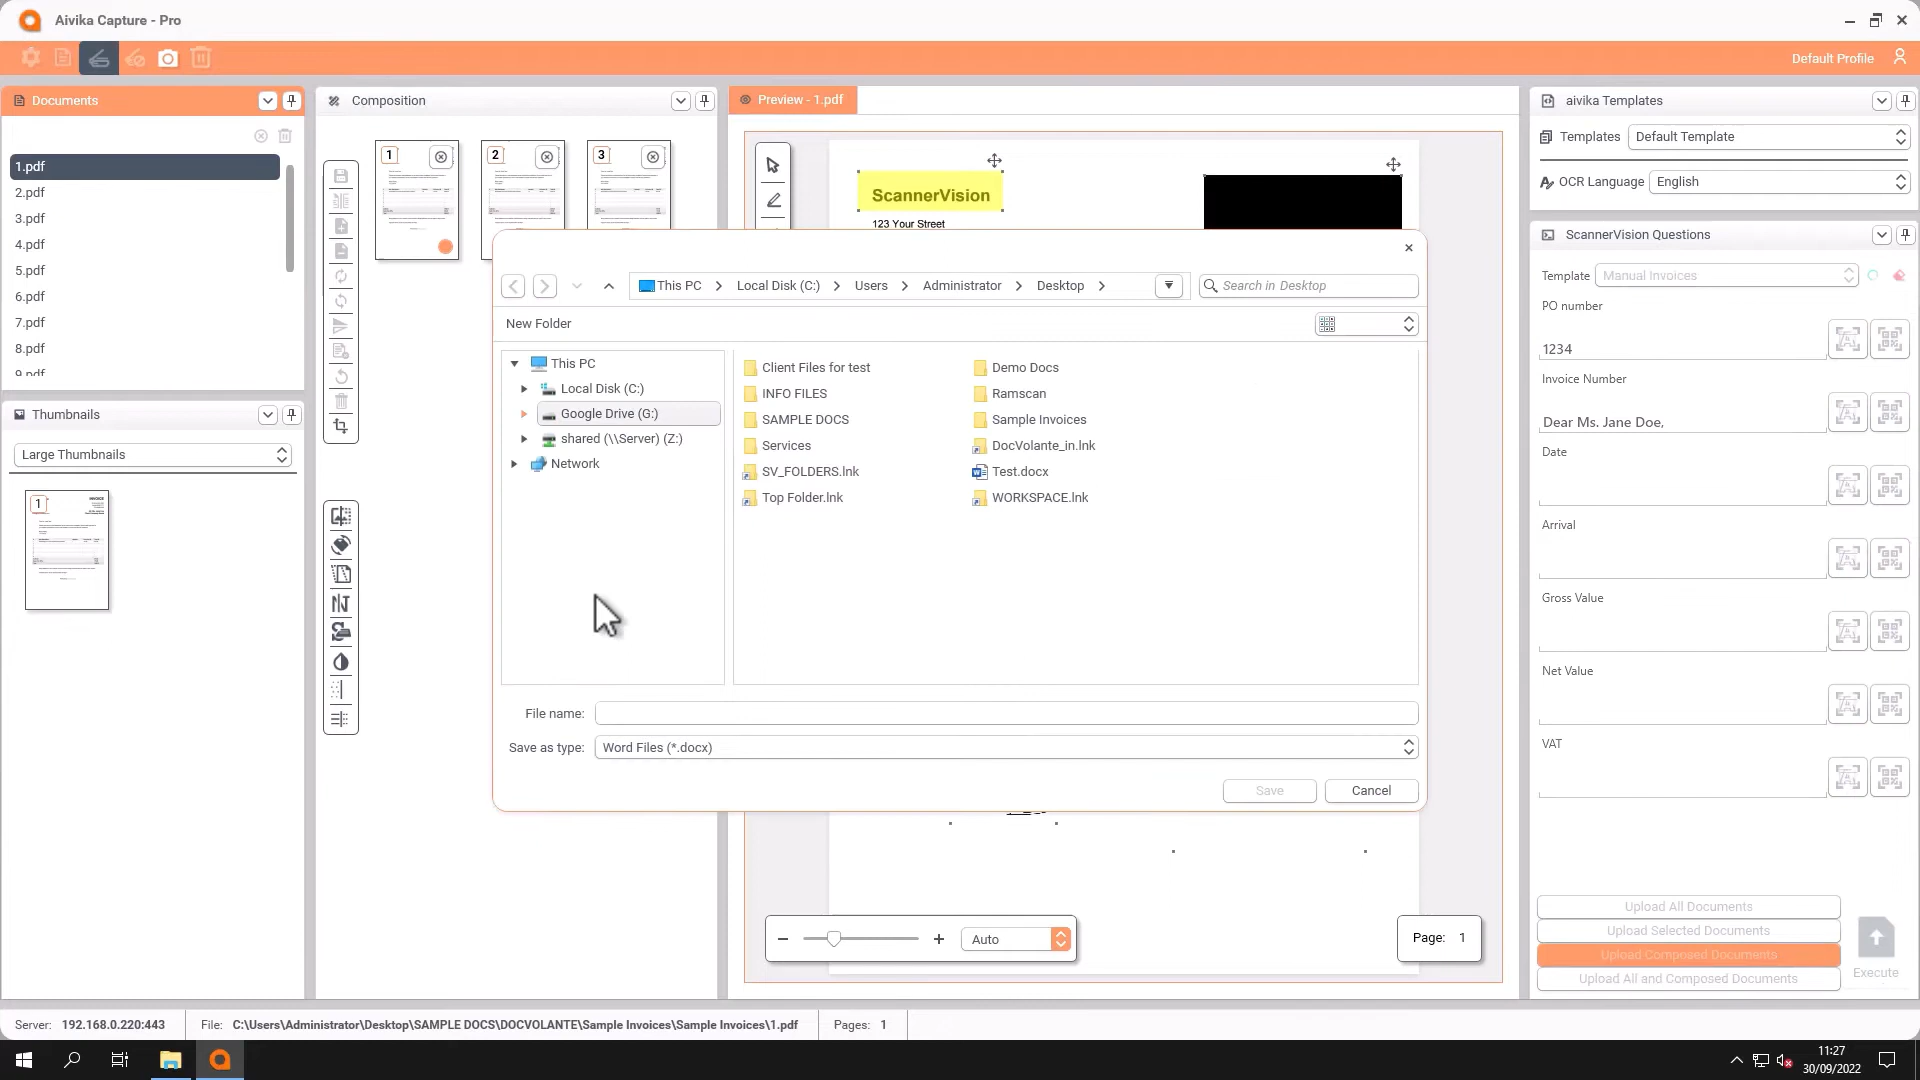 Aivika Capture - Pro
Default Profile
Documents
1.pdf
2.pdf
3.pdf
4.pdf
5.pdf
6.pdf
7.pdf
8.pdf
9.pdf
Thumbnails
Large Thumbnails
1
INVOICE
Composition
1
2
3
Preview - 1.pdf
ScannerVision
123 Your Street
This PC
Local Disk (C:)
Users
Administrator
Desktop
Search in Desktop
New Folder
This PC
Local Disk (C:)
Google Drive (G:)
shared (\\Server) (Z:)
Network
Client Files for test
INFO FILES
SAMPLE DOCS
Services
SV_FOLDERS.lnk
Top Folder.lnk
Demo Docs
Ramscan
Sample Invoices
DocVolante_in.lnk
Test.docx
WORKSPACE.lnk
File name:
Save as type: Word Files (*.docx)
Save
Cancel
Auto
Page: 1
aivika Templates
Templates Default Template
OCR Language English
ScannerVision Questions
Template Manual Invoices
PO number
1234
Invoice Number
Dear Ms. Jane Doe,
Date
Arrival
Gross Value
Net Value
VAT
Upload All Documents
Upload Selected Documents
Upload Composed Documents
Upload All and Composed Documents
Execute
Server: 192.168.0.220:443
File: C:\Users\Administrator\Desktop\SAMPLE DOCS\DOCVOLANTE\Sample Invoices\Sample Invoices\1.pdf
Pages: 1
11:27
30/09/2022